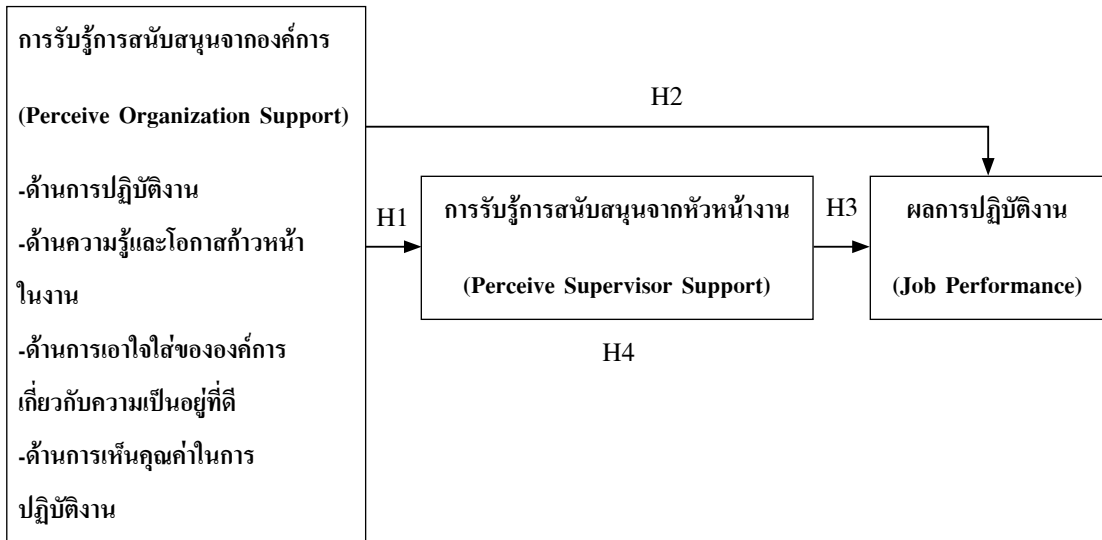 การรับรู้การสนับสนุนจากองค์การ
(Perceive Organization Support)
-ด้านการปฏิบัติงาน
-ด้านความรู้และโอกาสก้าวหน้า
ในงาน
-ด้านการเอาใจใส่ขององค์การ
เกี่ยวกับความเป็นอยู่ที่ดี
-ด้านการเห็นคุณค่าในการ
ปฏิบัติงาน
H2
H1
การรับรู้การสนับสนุนจากหัวหน้างาน
(Perceive Supervisor Support)
H3
ผลการปฏิบัติงาน
(Job Performance)
H4